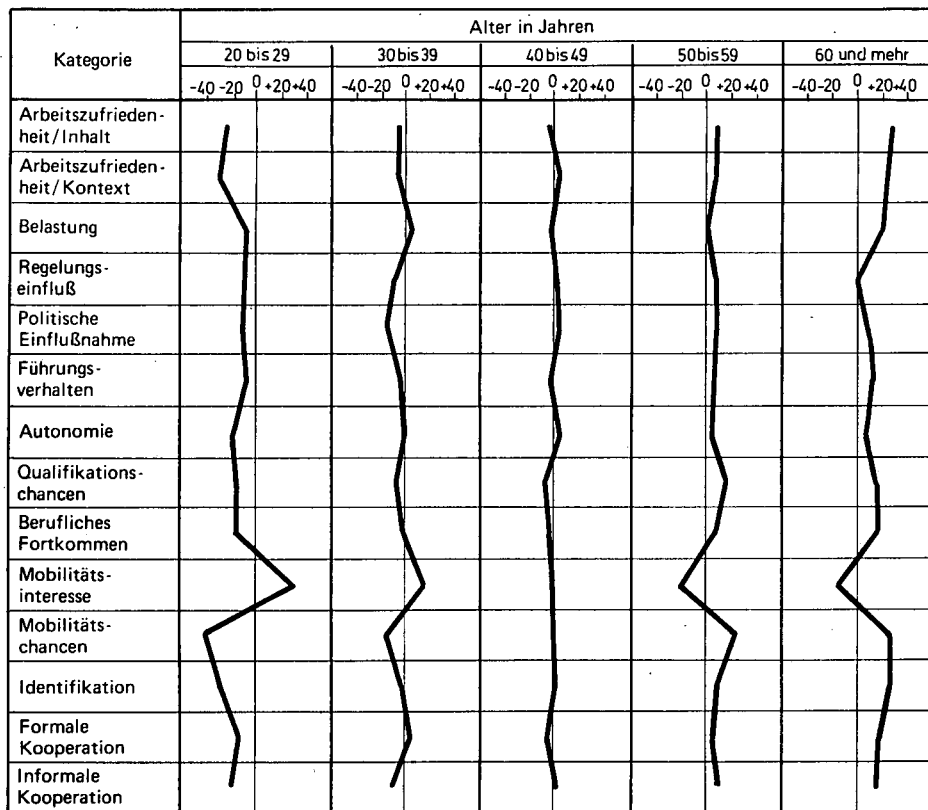 Alter in Jahren
Kategorie
20 bis 29
30 bis 39
40 bis 49
50 bis 59
60 und mehr
-40 -20 0 +20 +40
-40 -20 0 +20 +40
-40 -20 0 +20 +40
-40 -20 0 +20 +40
-40 -20 0 +20 +40
Arbeitszufrieden-
heit/Inhalt
Arbeitszufrieden-
heit/Kontext
Belastung
Regelungs-
einfluß
Politische
Einflußnahme
Führungs-
verhalten
Autonomie
Qualifikations-
chancen
Berufliches
Fortkommen
Mobilitäts-
interesse
Mobilitäts-
chancen
Identifikation
Formale
Kooperation
Informale
Kooperation